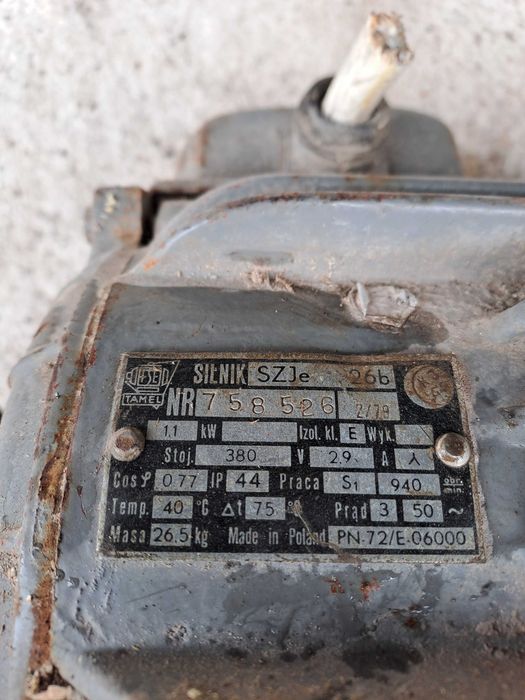 TAMEL
SILNIK SZJe 26b
NR 758526 2/79
1.1 kW Izol. kl. E Wyk.
Stoj. 380 V 2.9 A ⅄
Cos φ 0.77 IP 44 Praca S1 940 obr. min.
Temp. 40 °C Δt 75 °C Prąd 3 50 ~
Masa 26.5 kg Made in Poland PN-72/E-06000